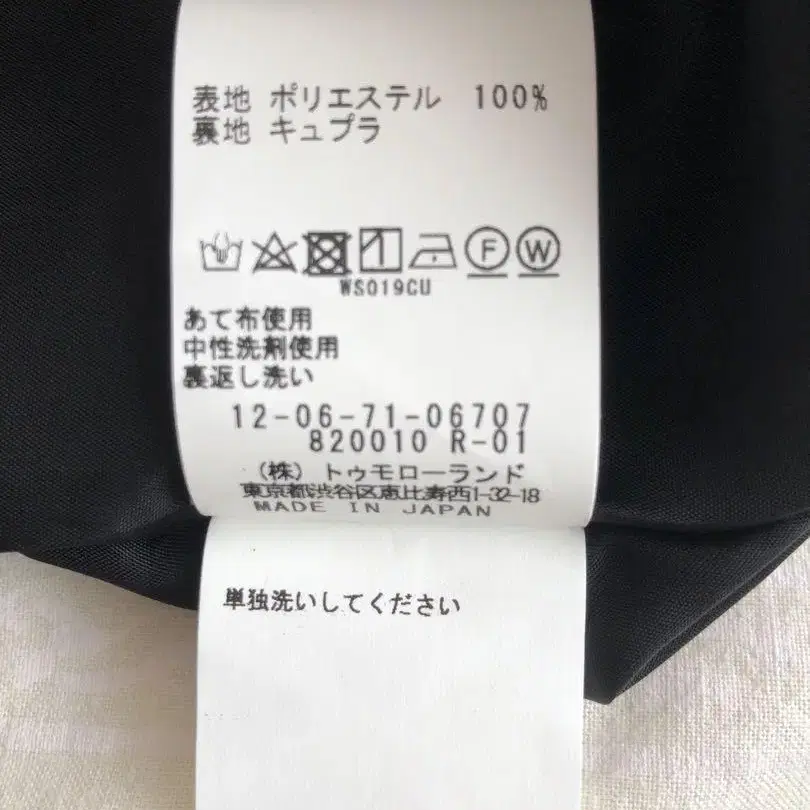 表地 ポリエステル 100%
裏地 キュプラ
F W
WS019CU
あて布使用
中性洗剤使用
裏返し洗い
12-06-71-06707
820010 R-01
(株) トゥモローランド
東京都渋谷区恵比寿西1-32-18
MADE IN JAPAN
単独洗いしてください